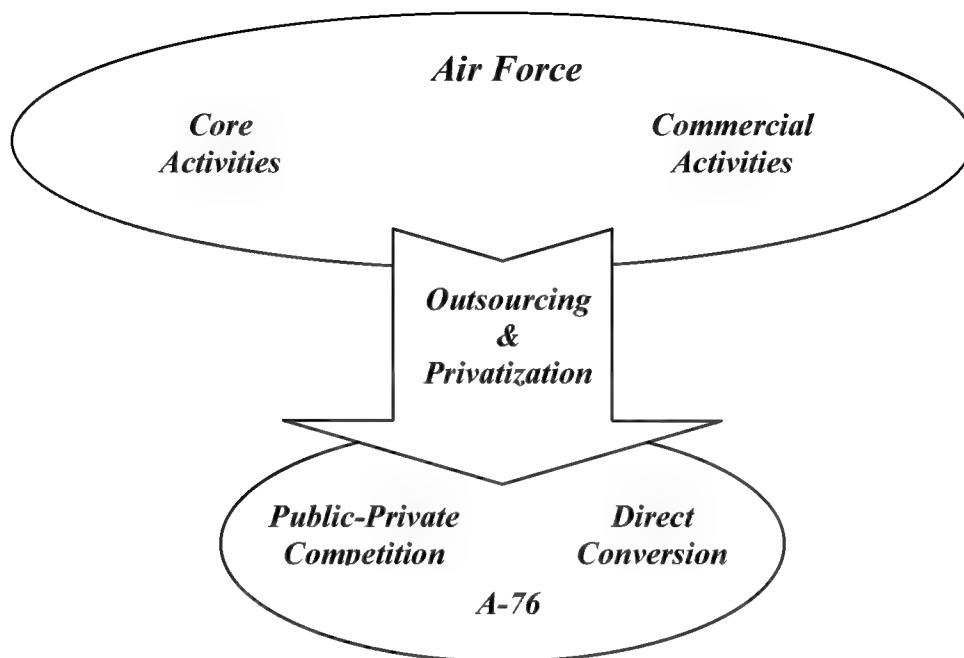 Air Force
Core
Activities
Commercial
Activities
Outsourcing
&
Privatization
Public-Private
Competition
Direct
Conversion
A-76